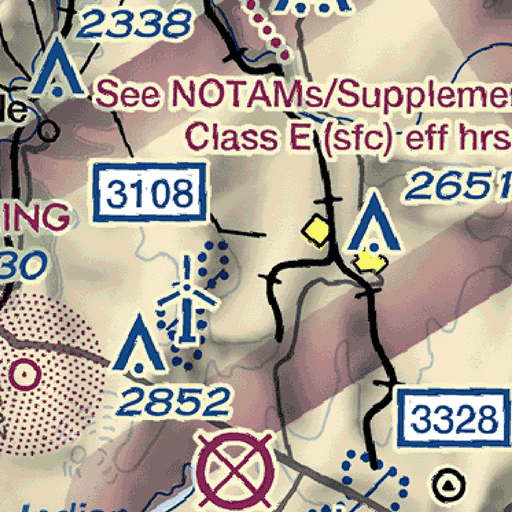 2338
See NOTAMs/Suppleme
Class E (sfc) eff hrs
3108
2651
ING
30
2852
3328